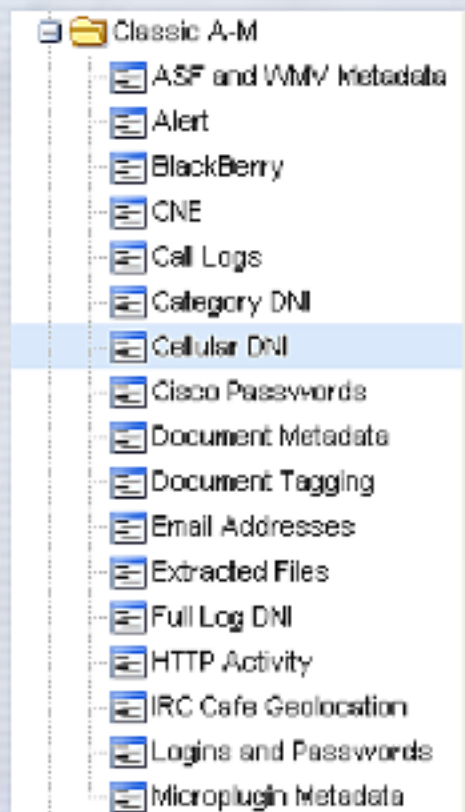 Classic A-M
ASF and WMV Metadata
Alert
BlackBerry
CNE
Call Logs
Category DNI
Cellular DNI
Cisco Passwords
Document Metadata
Document Tagging
Email Addresses
Extracted Files
Full Log DNI
HTTP Activity
IRC Cafe Geolocation
Logins and Passwords
Microplugin Metadata